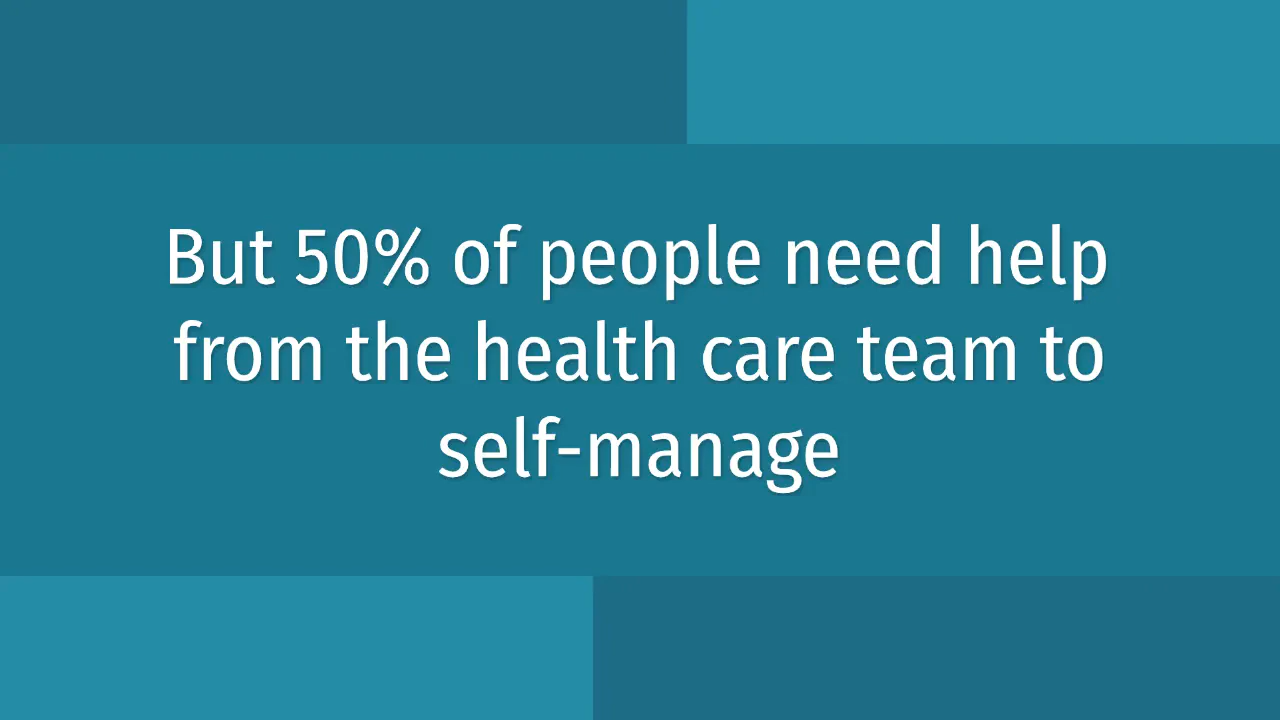 But 50% of people need help
from the health care team to
self-manage